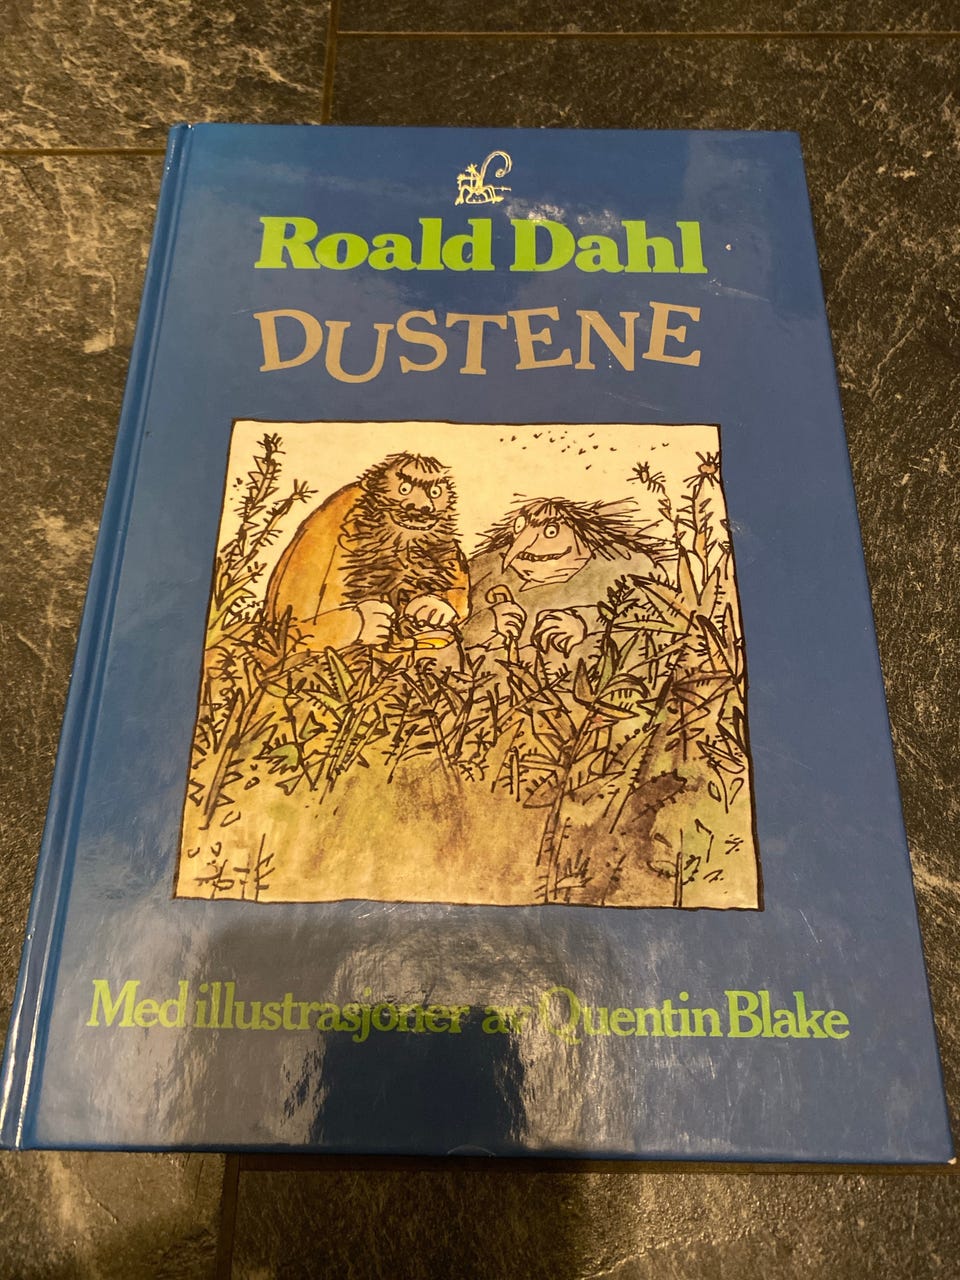 Roald Dahl
DUSTENE
Med illustrasjoner av Quentin Blake